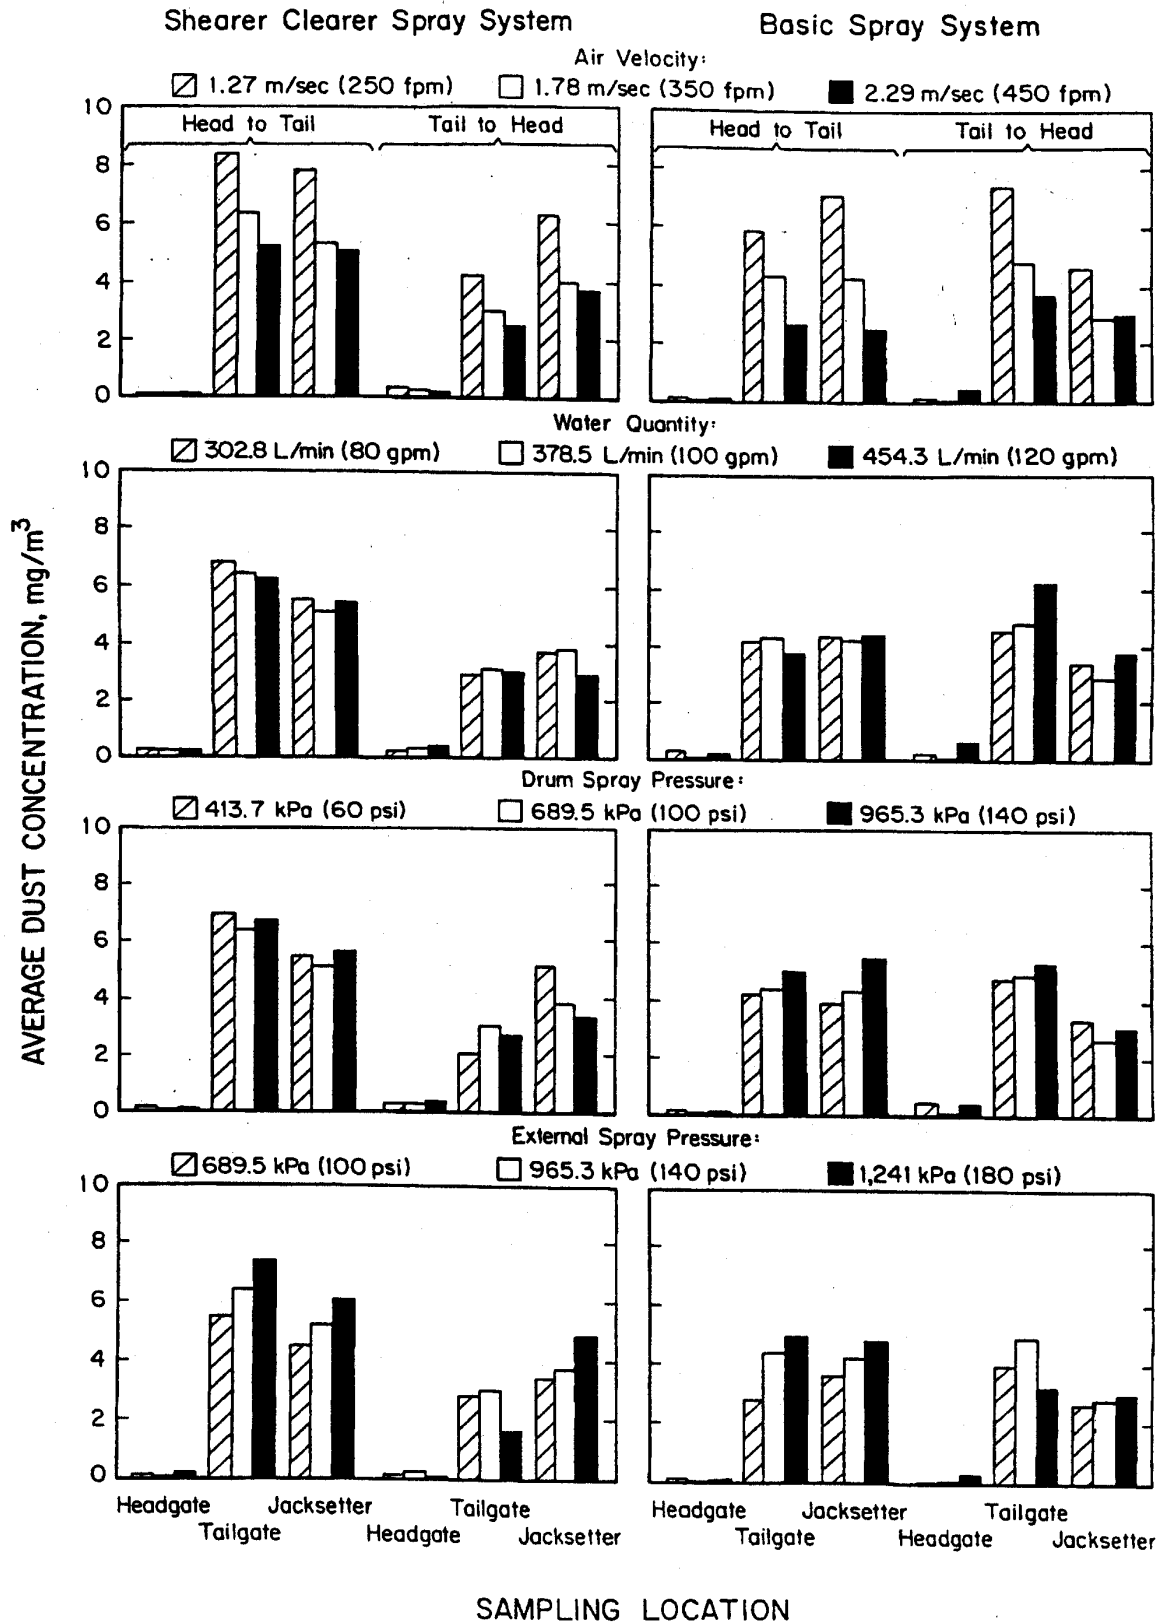 Shearer Clearer Spray System
Basic Spray System
Air Velocity:
1.27 m/sec (250 fpm)
1.78 m/sec (350 fpm)
2.29 m/sec (450 fpm)
10
8
6
4
2
0
Head to Tail
Tail to Head
Head to Tail
Tail to Head
Water Quantity:
302.8 L/min (80 gpm)
378.5 L/min (100 gpm)
454.3 L/min (120 gpm)
10
8
6
4
2
0
Drum Spray Pressure:
413.7 kPa (60 psi)
689.5 kPa (100 psi)
965.3 kPa (140 psi)
10
8
6
4
2
0
External Spray Pressure:
689.5 kPa (100 psi)
965.3 kPa (140 psi)
1,241 kPa (180 psi)
10
8
6
4
2
0
AVERAGE DUST CONCENTRATION, mg/m³
Headgate
Tailgate
Jacksetter
Headgate
Tailgate
Jacksetter
Headgate
Tailgate
Jacksetter
Headgate
Tailgate
Jacksetter
SAMPLING LOCATION